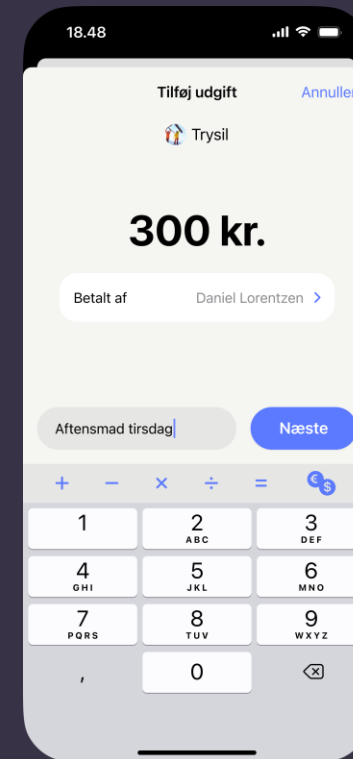 18.48
Tilføj udgift
Annuller
Trysil
300 kr.
Betalt af Daniel Lorentzen
Aftensmad tirsdag
Næste
+ − × ÷ =
€ $
1 2 3
ABC DEF
4 5 6
GHI JKL MNO
7 8 9
PQRS TUV WXYZ
, 0